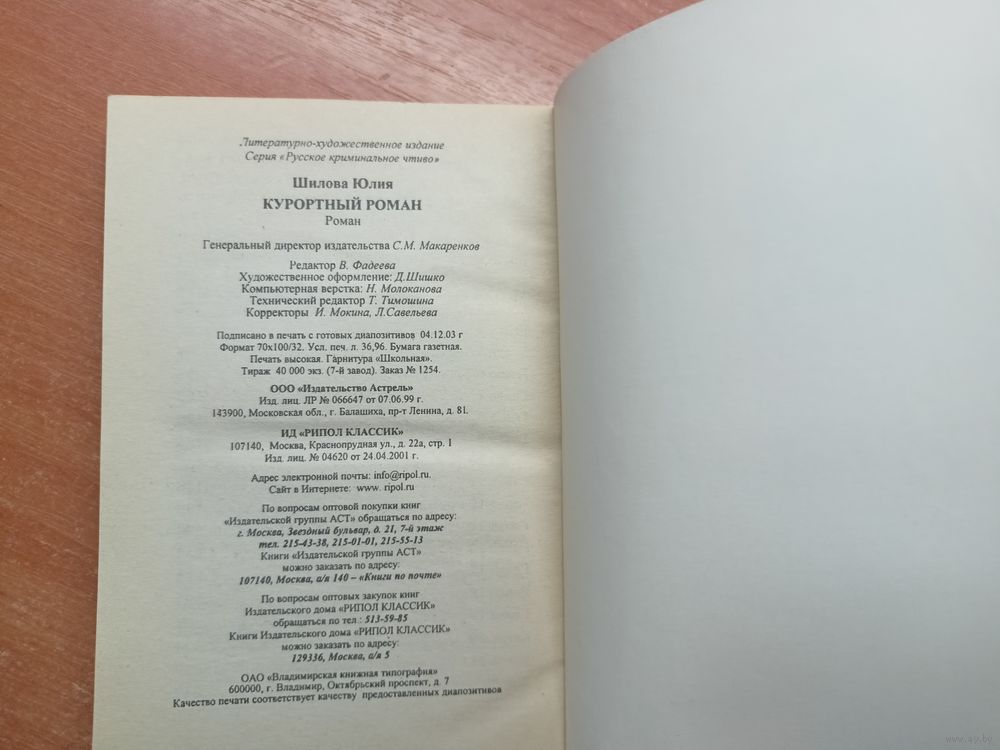 Литературно-художественное издание
Серия «Русское криминальное чтиво»
Шилова Юлия
КУРОРТНЫЙ РОМАН
Роман
Генеральный директор издательства С.М. Макаренков
Редактор В. Фадеева
Художественное оформление: Д.Шишко
Компьютерная верстка: Н. Молоканова
Технический редактор Т. Тимошина
Корректоры И. Мокина, Л.Савельева
Подписано в печать с готовых диапозитивов 04.12.03 г
Формат 70х100/32. Усл. печ. л. 36,96. Бумага газетная.
Печать высокая. Гарнитура «Школьная».
Тираж 40 000 экз. (7-й завод). Заказ № 1254.
ООО «Издательство Астрель»
Изд. лиц. ЛР № 066647 от 07.06.99 г.
143900, Московская обл., г. Балашиха, пр-т Ленина, д. 81.
ИД «РИПОЛ КЛАССИК»
107140, Москва, Краснопрудная ул., д. 22а, стр. 1
Изд. лиц. № 04620 от 24.04.2001 г.
Адрес электронной почты: info@ripol.ru.
Сайт в Интернете: www. ripol.ru
По вопросам оптовой покупки книг
«Издательской группы АСТ» обращаться по адресу:
г. Москва, Звездный бульвар, д. 21, 7-й этаж
тел. 215-43-38, 215-01-01, 215-55-13
Книги «Издательской группы АСТ»
можно заказать по адресу:
107140, Москва, а/я 140 – «Книги по почте»
По вопросам оптовых закупок книг
Издательского дома «РИПОЛ КЛАССИК»
обращаться по тел.: 513-59-85
Книги Издательского дома «РИПОЛ КЛАССИК»
можно заказать по адресу:
129336, Москва, а/я 5
ОАО «Владимирская книжная типография»
600000, г. Владимир, Октябрьский проспект, д. 7
Качество печати соответствует качеству предоставленных диапозитивов
www.ay.by